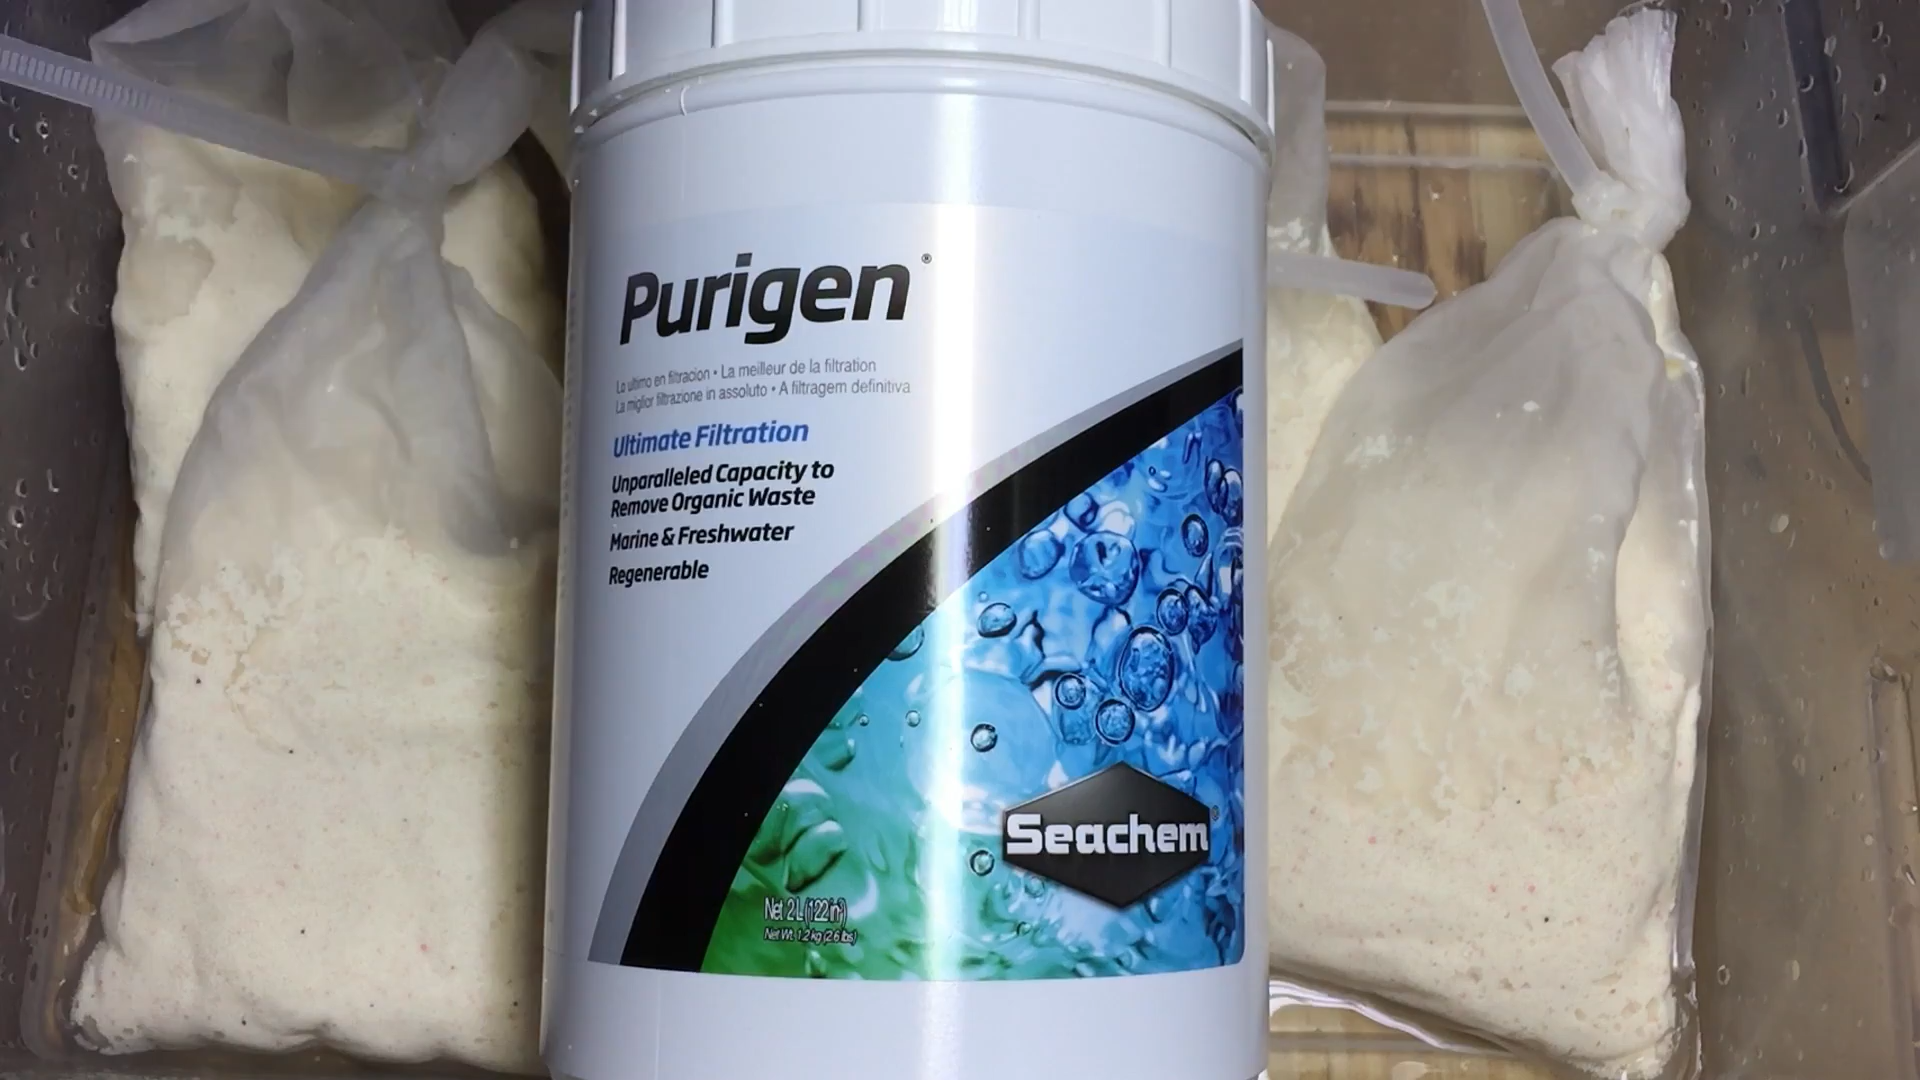 Purigen®
Lo ultimo en filtracion • La meilleur de la filtration
La miglior filtrazione in assoluto • A filtragem definitiva
Ultimate Filtration
Unparalleled Capacity to
Remove Organic Waste
Marine & Freshwater
Regenerable
Seachem®
Net 2 L (122 in³)
Net Wt. 1.2 kg (2.6 lbs)